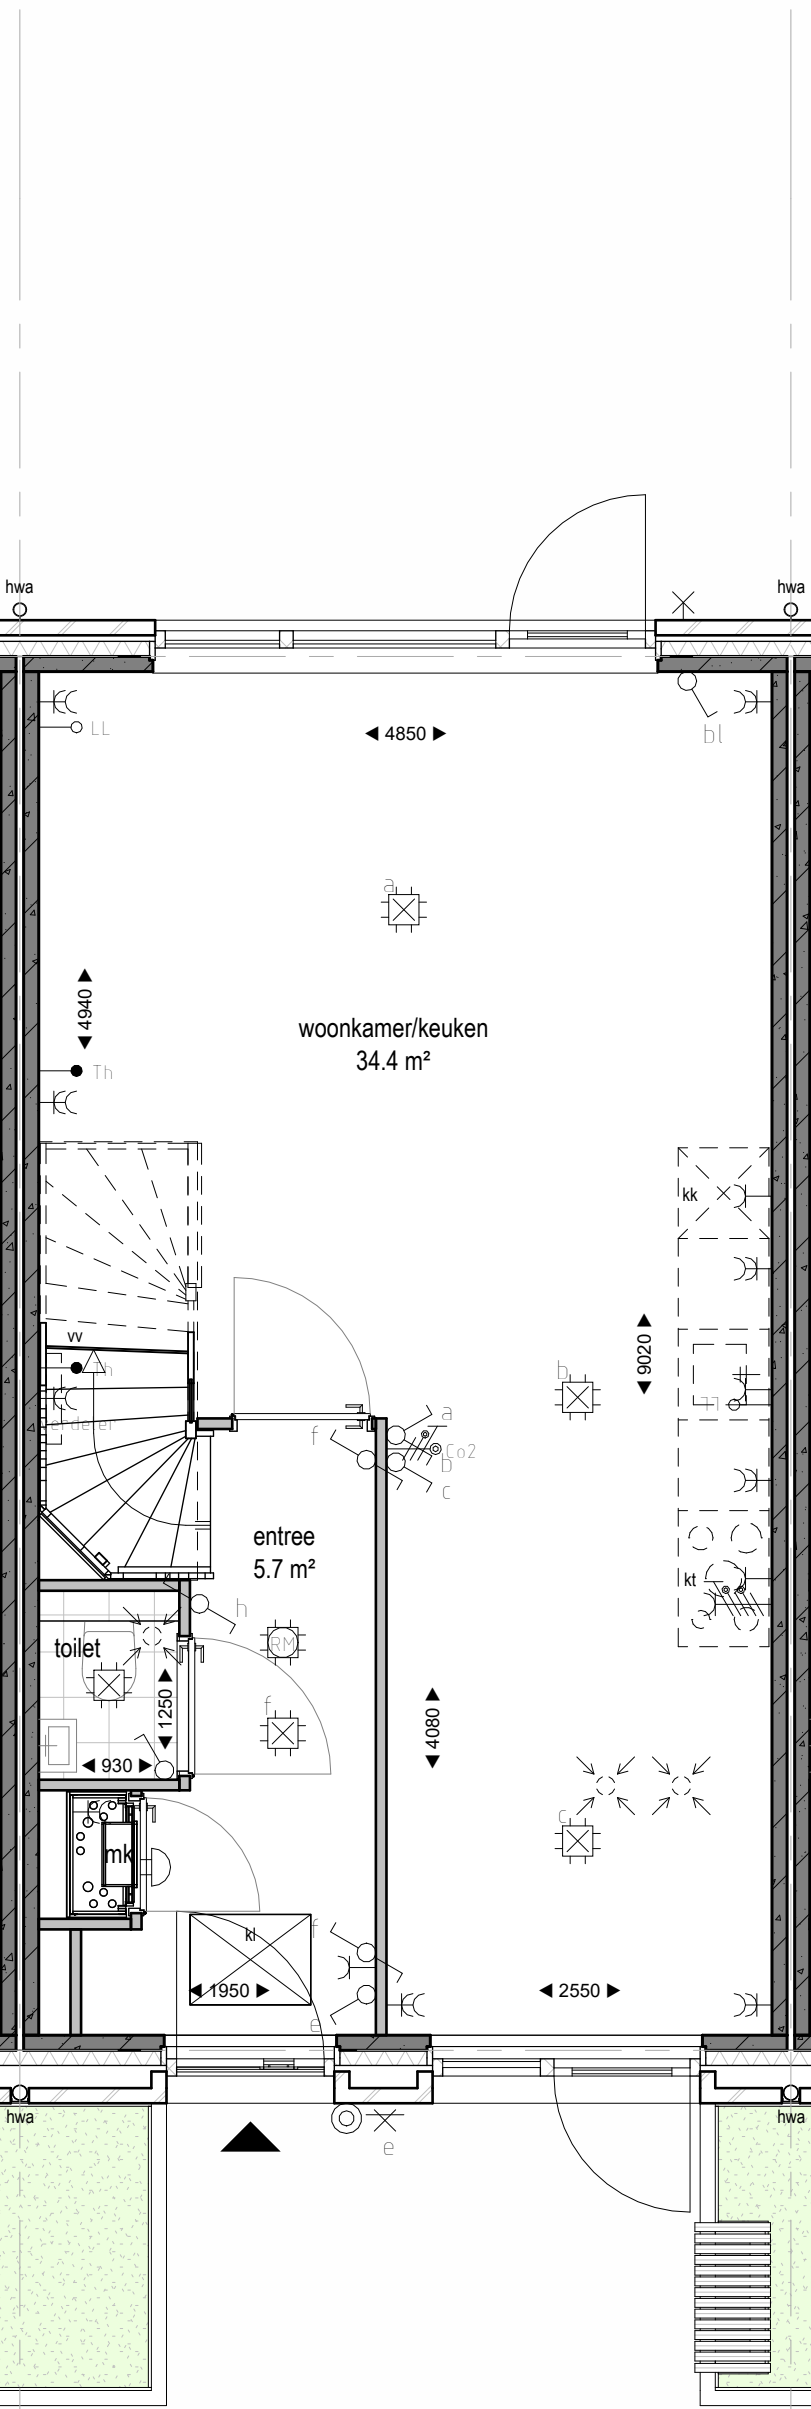 hwa
hwa
LL
bl
4850
a
4940
woonkamer/keuken
34.4 m²
Th
kk
vv
Th
9020
b
a
f
Co2
b
c
entree
5.7 m²
kt
h
toilet
RM
1250
f
930
4080
c
mk
kl
f
1950
2550
e
hwa
hwa
e